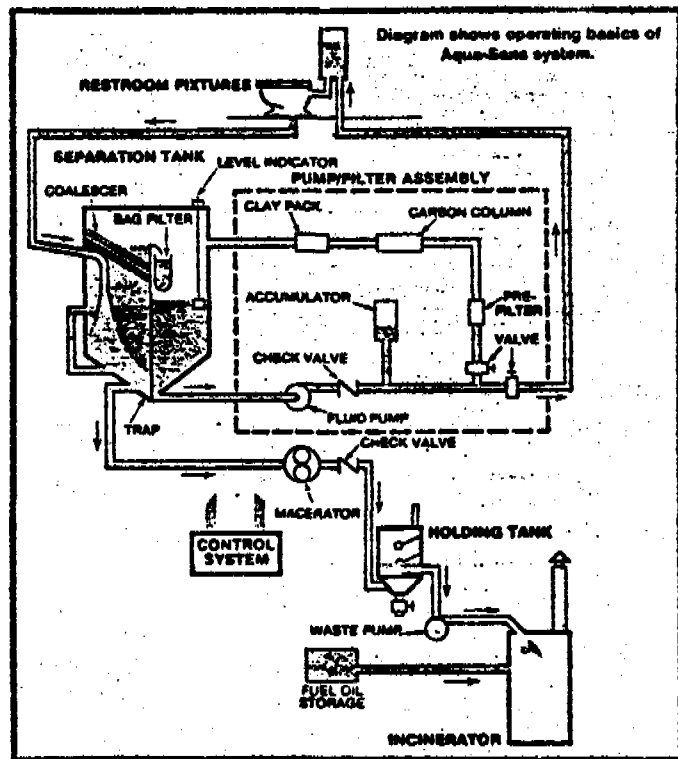 Diagram shows operating basics of
Aqua-Sans system.
RESTROOM FIXTURES
SEPARATION TANK
LEVEL INDICATOR
COALESCER
BAG FILTER
PUMP/FILTER ASSEMBLY
CLAY PACK
CARBON COLUMN
ACCUMULATOR
PRE-
FILTER
VALVE
CHECK VALVE
FLUID PUMP
TRAP
CHECK VALVE
MACERATOR
CONTROL
SYSTEM
HOLDING TANK
WASTE PUMP
FUEL OIL
STORAGE
INCINERATOR